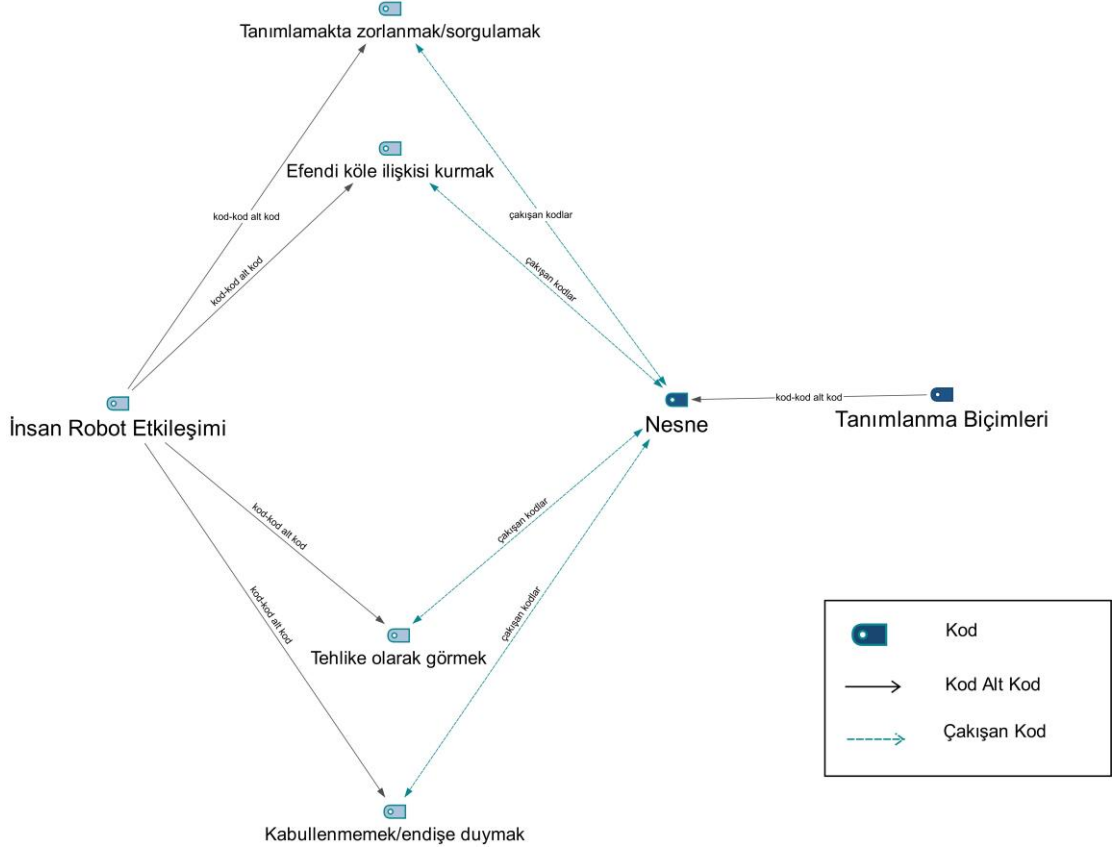 Tanımlamakta zorlanmak/sorgulamak
Efendi köle ilişkisi kurmak
kod-kod alt kod
çakışan kodlar
kod-kod alt kod
çakışan kodlar
İnsan Robot Etkileşimi
Nesne
kod-kod alt kod
Tanımlanma Biçimleri
kod-kod alt kod
çakışan kodlar
kod-kod alt kod
çakışan kodlar
Tehlike olarak görmek
Kabullenmemek/endişe duymak
Kod
Kod Alt Kod
Çakışan Kod